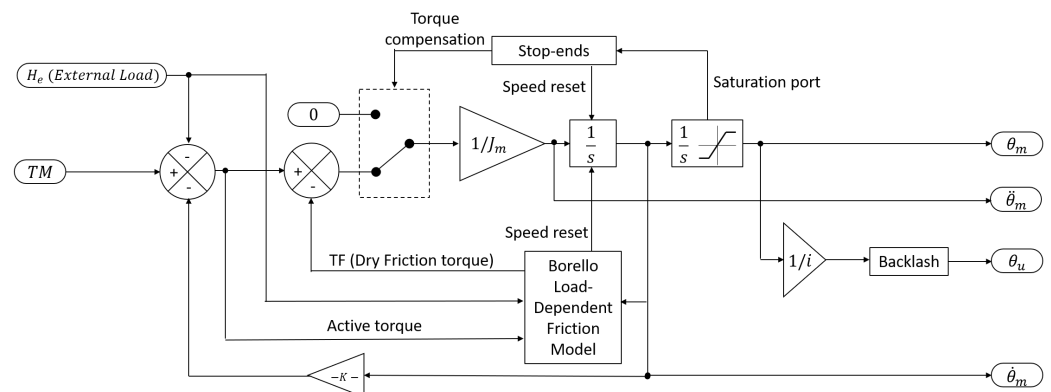 Torque
compensation
Stop-ends
H_e (External Load)
Speed reset
Saturation port
0
1/J_m
1
s
1
s
θ_m
-
+
-
TM
+
-
θ̈_m
Speed reset
TF (Dry Friction torque)
Borello
Load-
Dependent
Friction
Model
1/i
Backlash
θ_u
Active torque
-K-
θ̇_m